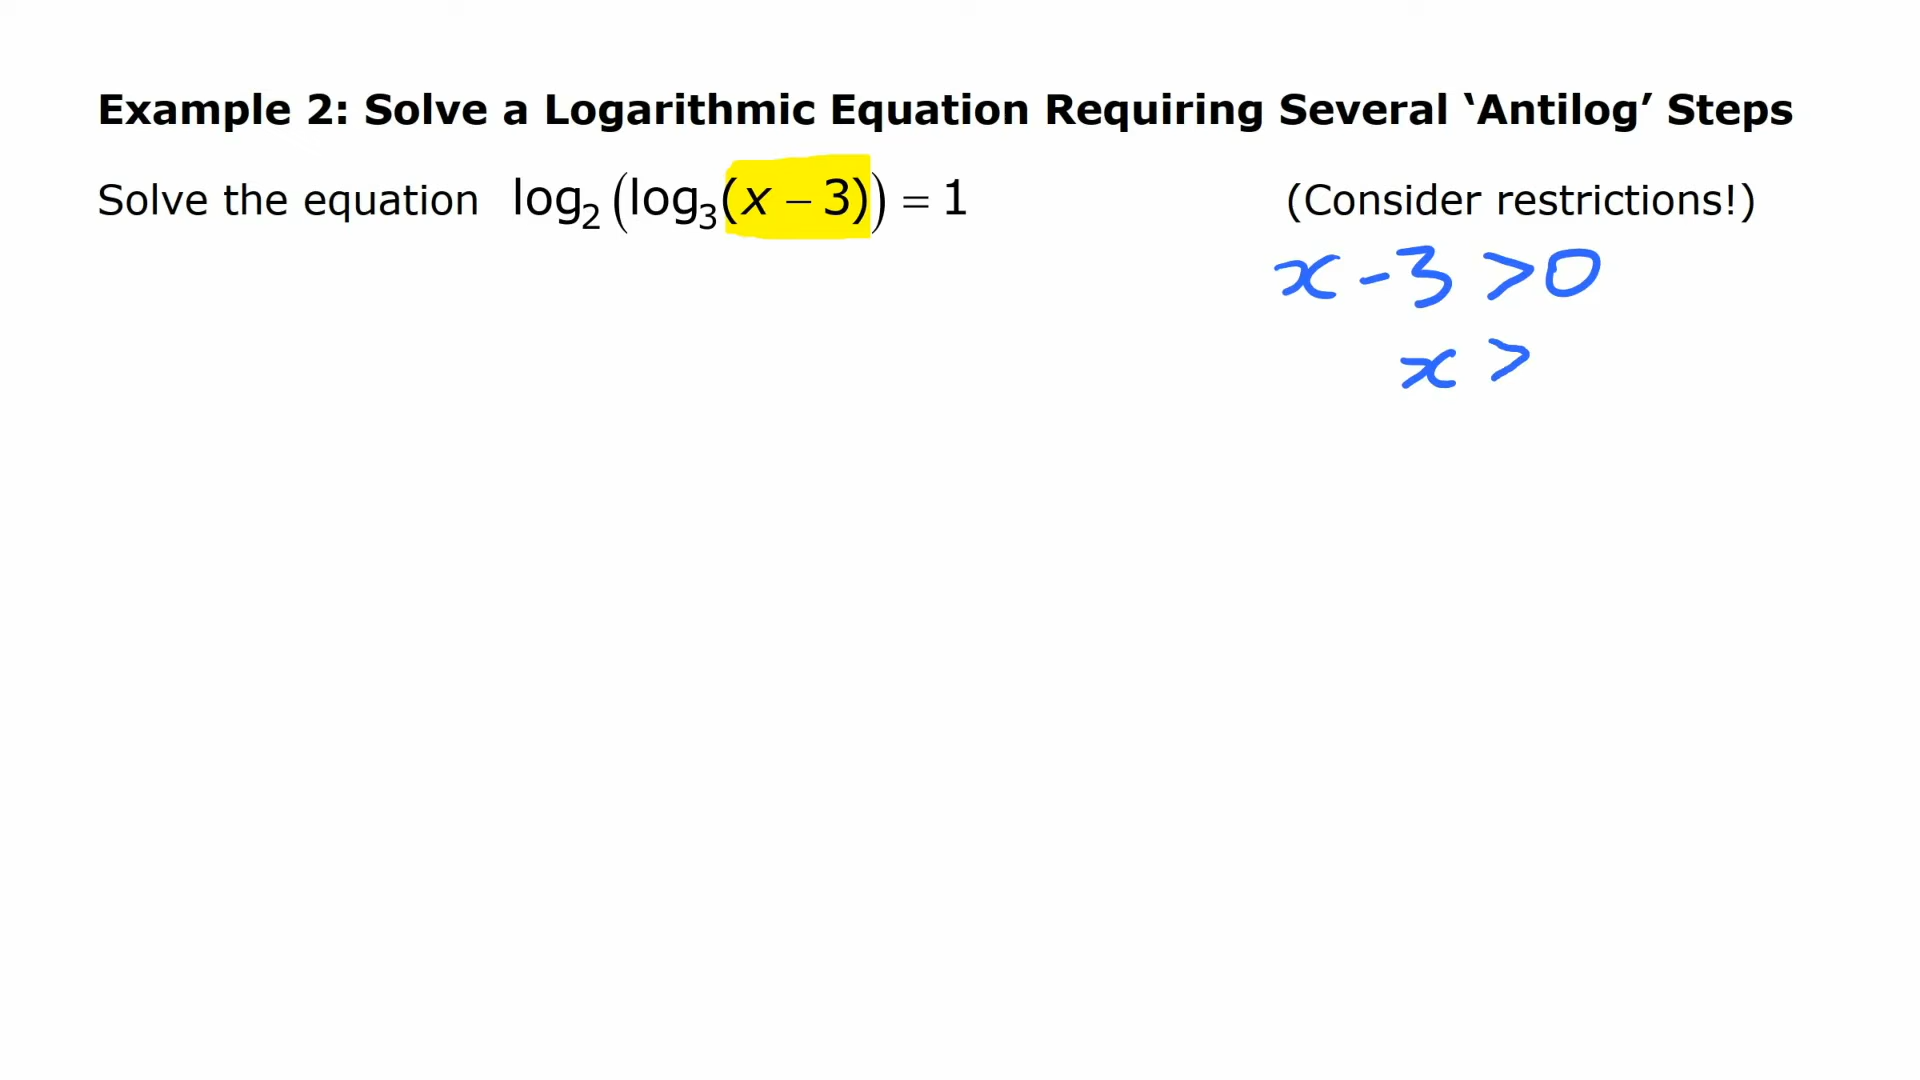 Example 2: Solve a Logarithmic Equation Requiring Several ‘Antilog’ Steps
Solve the equation log₂(log₃(x – 3)) = 1 (Consider restrictions!)
x - 3 > 0
x >